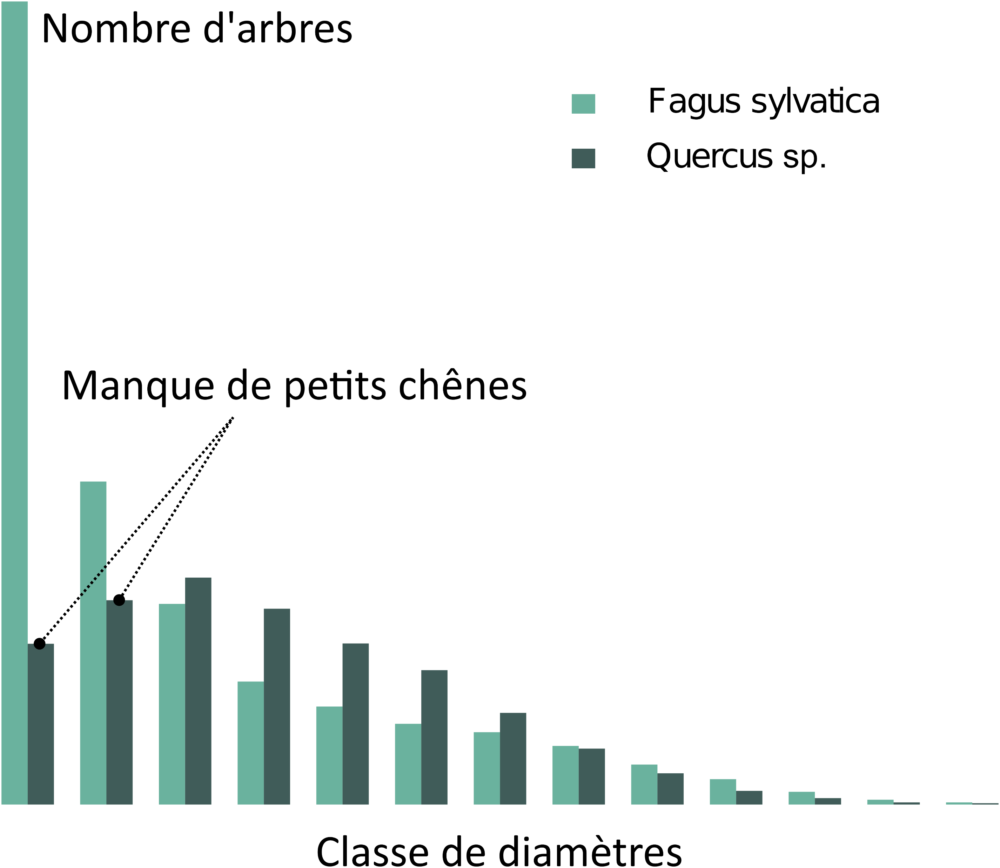 Nombre d'arbres
Fagus sylvatica
Quercus sp.
Manque de petits chênes
Classe de diamètres